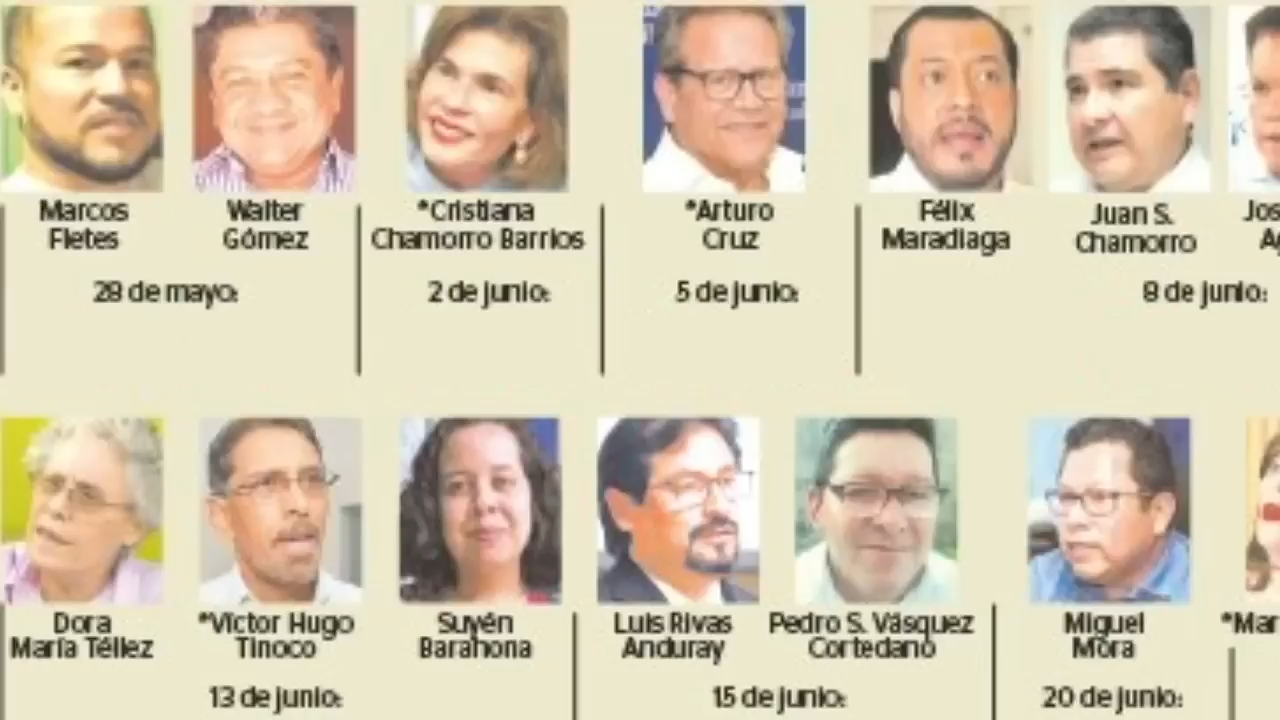 Marcos
Fletes
Walter
Gómez
28 de mayo:
*Cristiana
Chamorro Barrios
2 de junio:
*Arturo
Cruz
5 de junio:
Félix
Maradiaga
Juan S.
Chamorro
8 de junio:
Dora
María Téllez
*Víctor Hugo
Tinoco
Suyén
Barahona
13 de junio:
Luis Rivas
Anduray
Pedro S. Vásquez
Cortedano
15 de junio:
Miguel
Mora
20 de junio: